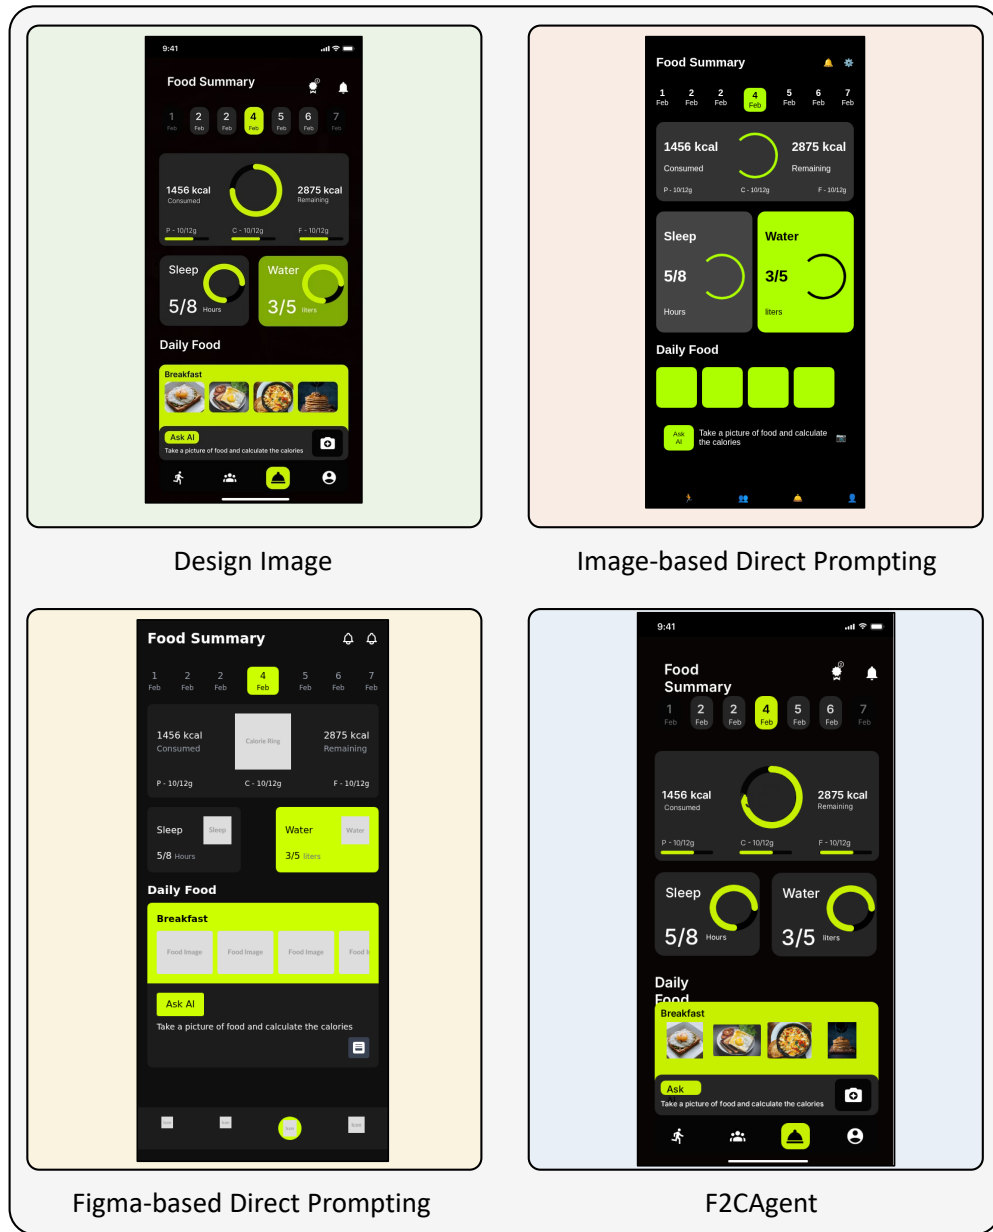 9:41
Food Summary
2
1 2 2 4 5 6 7
Feb Feb Feb Feb Feb Feb Feb
1456 kcal 2875 kcal
Consumed Remaining
P - 10/12g C - 10/12g F - 10/12g
Sleep Water
5/8 Hours 3/5 liters
Daily Food
Breakfast
Ask AI
Take a picture of food and calculate the calories
Design Image
Food Summary
1 2 2 4 5 6 7
Feb Feb Feb Feb Feb Feb Feb
1456 kcal 2875 kcal
Consumed Remaining
P - 10/12g C - 10/12g F - 10/12g
Sleep Water
5/8 3/5
Hours liters
Daily Food
Ask
AI
Take a picture of food and calculate
the calories
Image-based Direct Prompting
Food Summary
1 2 2 4 5 6 7
Feb Feb Feb Feb Feb Feb Feb
Calorie Ring
1456 kcal 2875 kcal
Consumed Remaining
P - 10/12g C - 10/12g F - 10/12g
Sleep Sleep Water Water
5/8 Hours 3/5 liters
Daily Food
Breakfast
Food Image Food Image Food Image Food I
Ask AI
Take a picture of food and calculate the calories
Figma-based Direct Prompting
9:41
Food
Summary
2
1 2 2 4 5 6 7
Feb Feb Feb Feb Feb Feb Feb
1456 kcal 2875 kcal
Consumed Remaining
P - 10/12g C - 10/12g F - 10/12g
Sleep Water
5/8 Hours 3/5 liters
Daily
Food
Breakfast
Ask
Take a picture of food and calculate the calories
F2CAgent